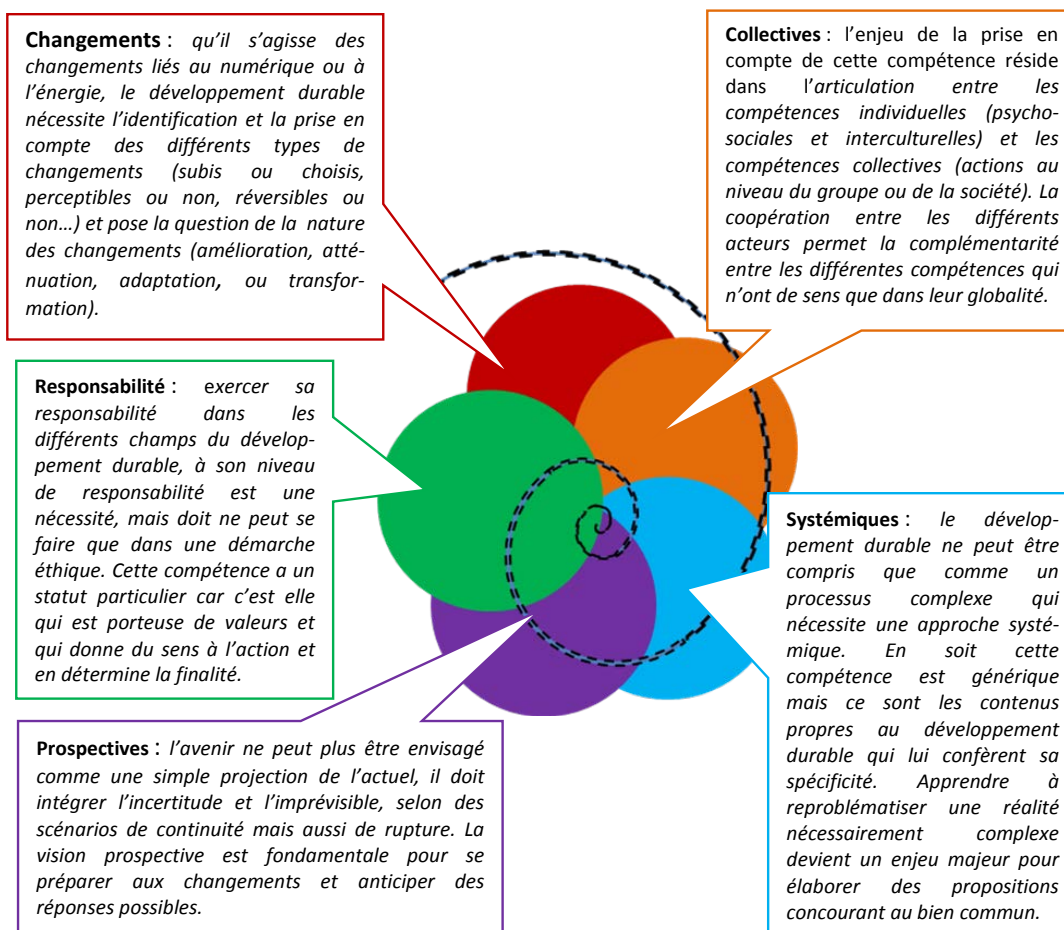 Changements : qu'il s'agisse des
changements liés au numérique ou à
l'énergie, le développement durable
nécessite l'identification et la prise en
compte des différents types de
changements (subis ou choisis,
perceptibles ou non, réversibles ou
non…) et pose la question de la nature
des changements (amélioration, atté-
nuation, adaptation, ou transfor-
mation).
Collectives : l'enjeu de la prise en
compte de cette compétence réside
dans l'articulation entre les
compétences individuelles (psycho-
sociales et interculturelles) et les
compétences collectives (actions au
niveau du groupe ou de la société). La
coopération entre les différents
acteurs permet la complémentarité
entre les différentes compétences qui
n'ont de sens que dans leur globalité.
Responsabilité : exercer sa
responsabilité dans les
différents champs du dévelop-
pement durable, à son niveau
de responsabilité est une
nécessité, mais doit ne peut se
faire que dans une démarche
éthique. Cette compétence a un
statut particulier car c'est elle
qui est porteuse de valeurs et
qui donne du sens à l'action et
en détermine la finalité.
Systémiques : le dévelop-
pement durable ne peut être
compris que comme un
processus complexe qui
nécessite une approche systé-
mique. En soit cette
compétence est générique
mais ce sont les contenus
propres au développement
durable qui lui confèrent sa
spécificité. Apprendre à
reproblématiser une réalité
nécessairement complexe
devient un enjeu majeur pour
élaborer des propositions
concourant au bien commun.
Prospectives : l'avenir ne peut plus être envisagé
comme une simple projection de l'actuel, il doit
intégrer l'incertitude et l'imprévisible, selon des
scénarios de continuité mais aussi de rupture. La
vision prospective est fondamentale pour se
préparer aux changements et anticiper des
réponses possibles.